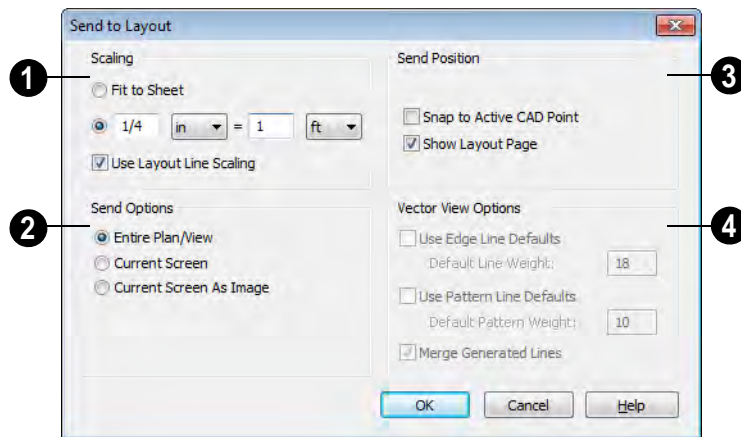 Send to Layout
1
Scaling
Fit to Sheet
1/4 in = 1 ft
Use Layout Line Scaling
3
Send Position
Snap to Active CAD Point
Show Layout Page
2
Send Options
Entire Plan/View
Current Screen
Current Screen As Image
4
Vector View Options
Use Edge Line Defaults
Default Line Weight: 18
Use Pattern Line Defaults
Default Pattern Weight: 10
Merge Generated Lines
OK Cancel Help